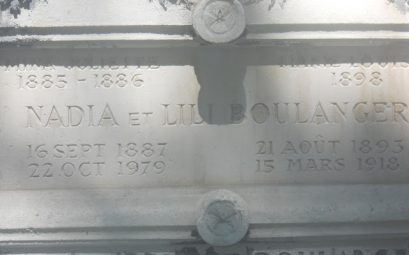 1885 - 1886 1898
NADIA ET LILI BOULANGER
16 SEPT 1887 21 AOÛT 1893
22 OCT 1979 15 MARS 1918